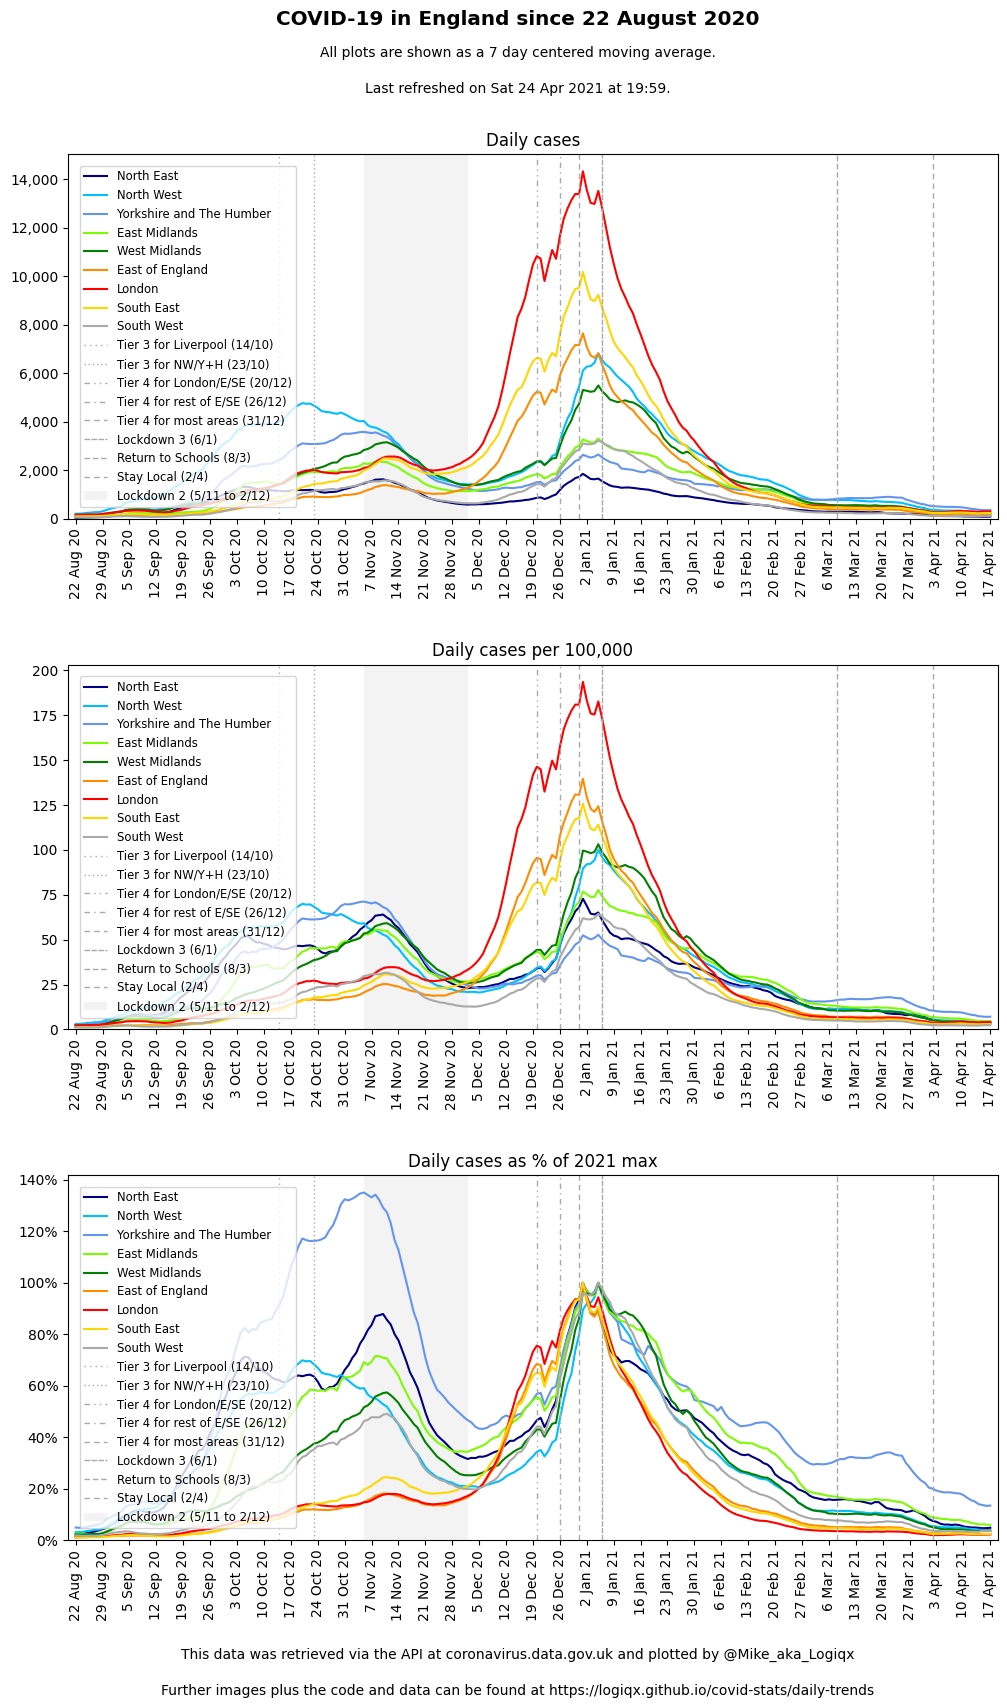 COVID-19 in England since 22 August 2020
All plots are shown as a 7 day centered moving average.
Last refreshed on Sat 24 Apr 2021 at 19:59.
Daily cases
14,000
12,000
10,000
8,000
6,000
4,000
2,000
0
North East
North West
Yorkshire and The Humber
East Midlands
West Midlands
East of England
London
South East
South West
Tier 3 for Liverpool (14/10)
Tier 3 for NW/Y+H (23/10)
Tier 4 for London/E/SE (20/12)
Tier 4 for rest of E/SE (26/12)
Tier 4 for most areas (31/12)
Lockdown 3 (6/1)
Return to Schools (8/3)
Stay Local (2/4)
Lockdown 2 (5/11 to 2/12)
22 Aug 20
29 Aug 20
5 Sep 20
12 Sep 20
19 Sep 20
26 Sep 20
3 Oct 20
10 Oct 20
17 Oct 20
24 Oct 20
31 Oct 20
7 Nov 20
14 Nov 20
21 Nov 20
28 Nov 20
5 Dec 20
12 Dec 20
19 Dec 20
26 Dec 20
2 Jan 21
9 Jan 21
16 Jan 21
23 Jan 21
30 Jan 21
6 Feb 21
13 Feb 21
20 Feb 21
27 Feb 21
6 Mar 21
13 Mar 21
20 Mar 21
27 Mar 21
3 Apr 21
10 Apr 21
17 Apr 21
Daily cases per 100,000
200
175
150
125
100
75
50
25
0
North East
North West
Yorkshire and The Humber
East Midlands
West Midlands
East of England
London
South East
South West
Tier 3 for Liverpool (14/10)
Tier 3 for NW/Y+H (23/10)
Tier 4 for London/E/SE (20/12)
Tier 4 for rest of E/SE (26/12)
Tier 4 for most areas (31/12)
Lockdown 3 (6/1)
Return to Schools (8/3)
Stay Local (2/4)
Lockdown 2 (5/11 to 2/12)
22 Aug 20
29 Aug 20
5 Sep 20
12 Sep 20
19 Sep 20
26 Sep 20
3 Oct 20
10 Oct 20
17 Oct 20
24 Oct 20
31 Oct 20
7 Nov 20
14 Nov 20
21 Nov 20
28 Nov 20
5 Dec 20
12 Dec 20
19 Dec 20
26 Dec 20
2 Jan 21
9 Jan 21
16 Jan 21
23 Jan 21
30 Jan 21
6 Feb 21
13 Feb 21
20 Feb 21
27 Feb 21
6 Mar 21
13 Mar 21
20 Mar 21
27 Mar 21
3 Apr 21
10 Apr 21
17 Apr 21
Daily cases as % of 2021 max
140%
120%
100%
80%
60%
40%
20%
0%
North East
North West
Yorkshire and The Humber
East Midlands
West Midlands
East of England
London
South East
South West
Tier 3 for Liverpool (14/10)
Tier 3 for NW/Y+H (23/10)
Tier 4 for London/E/SE (20/12)
Tier 4 for rest of E/SE (26/12)
Tier 4 for most areas (31/12)
Lockdown 3 (6/1)
Return to Schools (8/3)
Stay Local (2/4)
Lockdown 2 (5/11 to 2/12)
22 Aug 20
29 Aug 20
5 Sep 20
12 Sep 20
19 Sep 20
26 Sep 20
3 Oct 20
10 Oct 20
17 Oct 20
24 Oct 20
31 Oct 20
7 Nov 20
14 Nov 20
21 Nov 20
28 Nov 20
5 Dec 20
12 Dec 20
19 Dec 20
26 Dec 20
2 Jan 21
9 Jan 21
16 Jan 21
23 Jan 21
30 Jan 21
6 Feb 21
13 Feb 21
20 Feb 21
27 Feb 21
6 Mar 21
13 Mar 21
20 Mar 21
27 Mar 21
3 Apr 21
10 Apr 21
17 Apr 21
This data was retrieved via the API at coronavirus.data.gov.uk and plotted by @Mike_aka_Logiqx
Further images plus the code and data can be found at https://logiqx.github.io/covid-stats/daily-trends